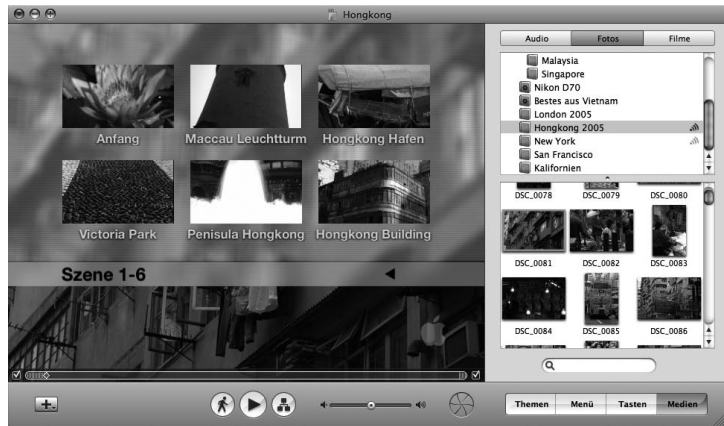 Hongkong
Anfang
Maccau Leuchtturm
Hongkong Hafen
Victoria Park
Penisula Hongkong
Hongkong Building
Szene 1-6
Audio
Fotos
Filme
Malaysia
Singapore
Nikon D70
Bestes aus Vietnam
London 2005
Hongkong 2005
New York
San Francisco
Kalifornien
DSC_0078
DSC_0079
DSC_0080
DSC_0081
DSC_0082
DSC_0083
DSC_0084
DSC_0085
DSC_0086
Themen
Menü
Tasten
Medien